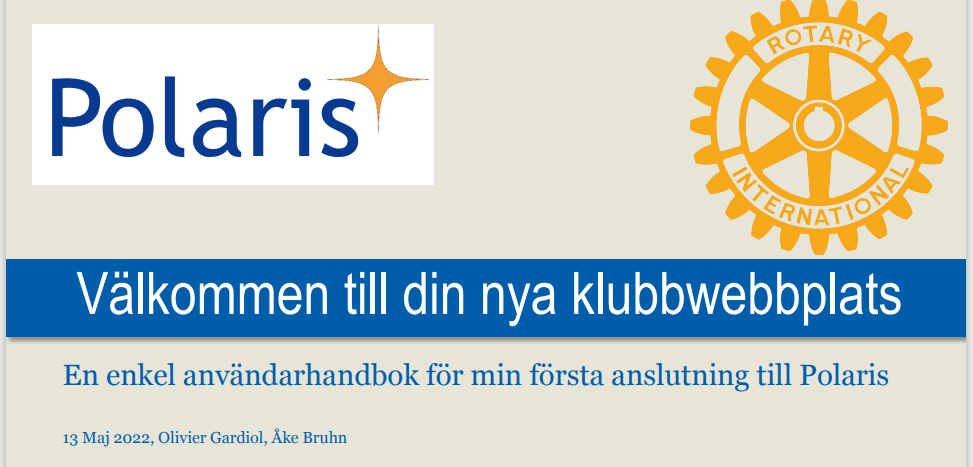 Polaris
ROTARY
INTERNATIONAL
Välkommen till din nya klubbwebbplats
En enkel användarhandbok för min första anslutning till Polaris
13 Maj 2022, Olivier Gardiol, Åke Bruhn